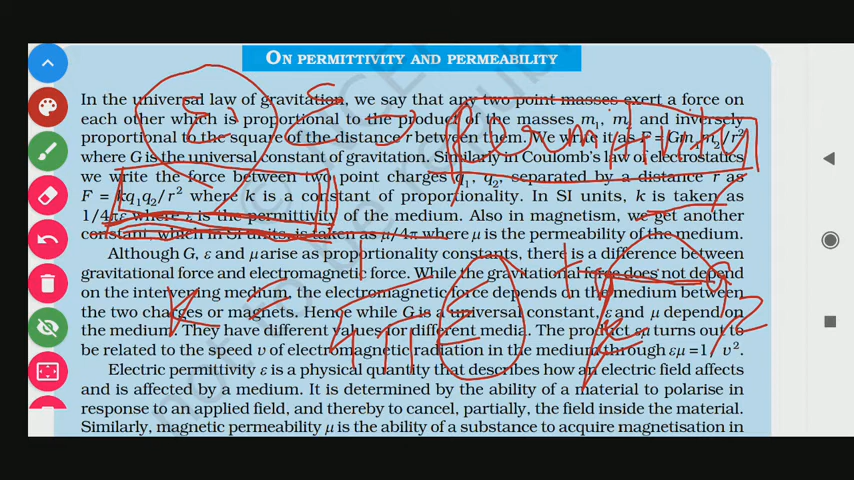 ON PERMITTIVITY AND PERMEABILITY
In the universal law of gravitation, we say that any two point masses exert a force on
each other which is proportional to the product of the masses m₁, m₂ and inversely
proportional to the square of the distance r between them. We write it as F = Gm₁m₂/r²
where G is the universal constant of gravitation. Similarly in Coulomb's law of electrostatics
we write the force between two point charges q₁, q₂, separated by a distance r as
F = kq₁q₂/r² where k is a constant of proportionality. In SI units, k is taken as
1/4πε where ε is the permittivity of the medium. Also in magnetism, we get another
constant, which in SI units, is taken as μ/4π where μ is the permeability of the medium.
Although G, ε and μ arise as proportionality constants, there is a difference between
gravitational force and electromagnetic force. While the gravitational force does not depend
on the intervening medium, the electromagnetic force depends on the medium between
the two charges or magnets. Hence while G is a universal constant, ε and μ depend on
the medium. They have different values for different media. The product εμ turns out to
be related to the speed v of electromagnetic radiation in the medium through εμ =1/ v².
Electric permittivity ε is a physical quantity that describes how an electric field affects
and is affected by a medium. It is determined by the ability of a material to polarise in
response to an applied field, and thereby to cancel, partially, the field inside the material.
Similarly, magnetic permeability μ is the ability of a substance to acquire magnetisation in
Permittivity
K = 1
4πε